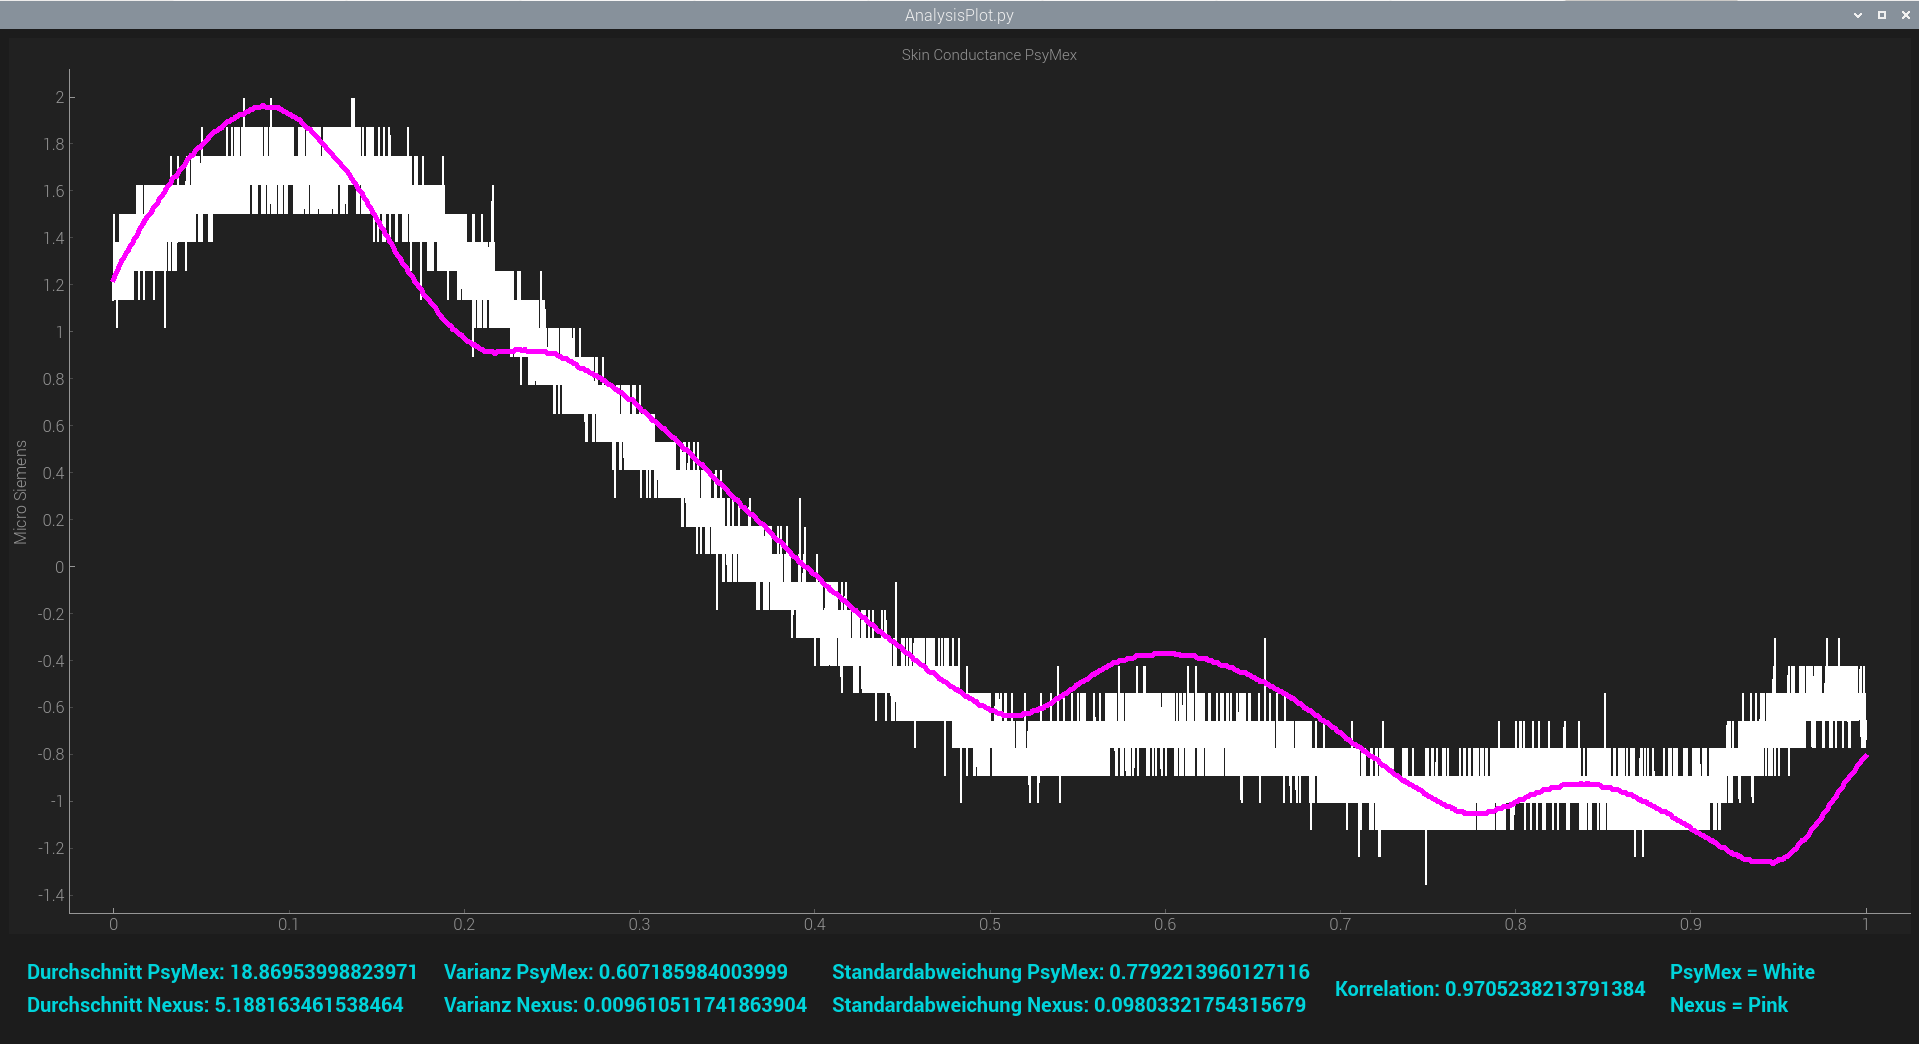 AnalysisPlot.py
Skin Conductance PsyMex
Micro Siemens
2
1.8
1.6
1.4
1.2
1
0.8
0.6
0.4
0.2
0
-0.2
-0.4
-0.6
-0.8
-1
-1.2
-1.4
0 0.1 0.2 0.3 0.4 0.5 0.6 0.7 0.8 0.9 1
Durchschnitt PsyMex: 18.86953998823971
Durchschnitt Nexus: 5.188163461538464
Varianz PsyMex: 0.607185984003999
Varianz Nexus: 0.009610511741863904
Standardabweichung PsyMex: 0.7792213960127116
Standardabweichung Nexus: 0.09803321754315679
Korrelation: 0.9705238213791384
PsyMex = White
Nexus = Pink